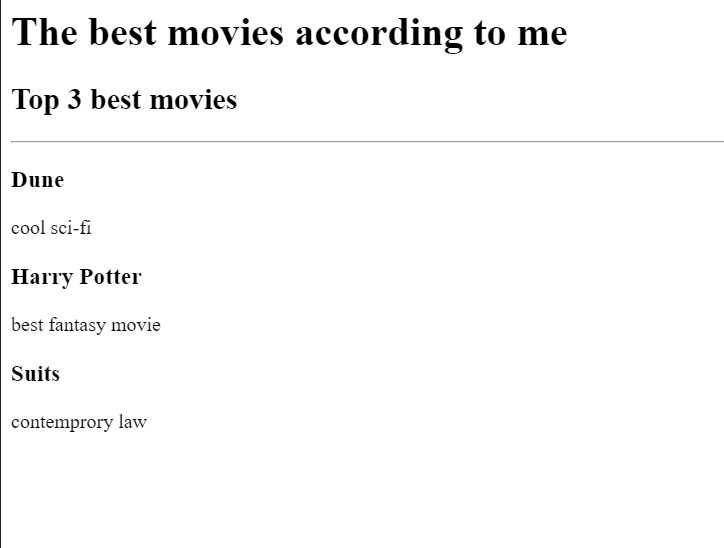 The best movies according to me
Top 3 best movies
Dune
cool sci-fi
Harry Potter
best fantasy movie
Suits
contemprory law